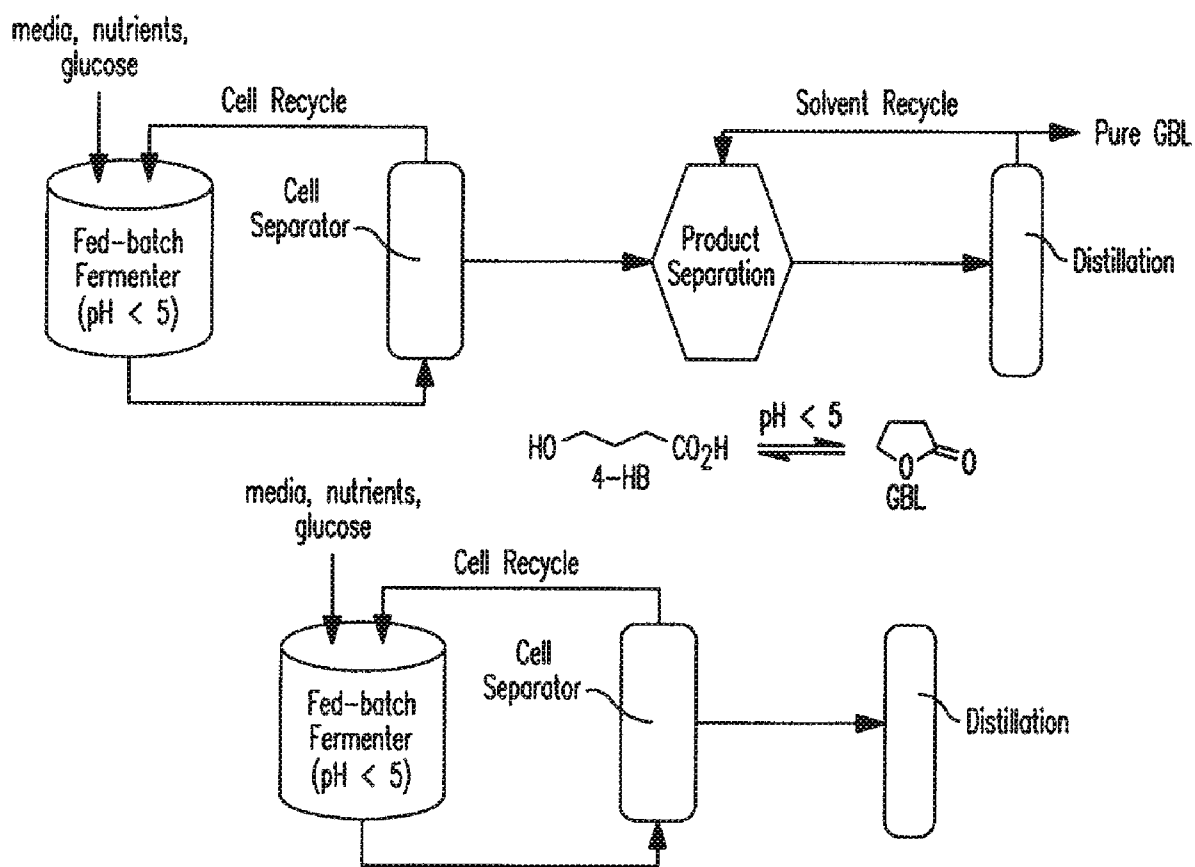 media, nutrients,
glucose
Cell Recycle
Solvent Recycle
Pure GBL
Cell
Separator
Fed-batch
Fermenter
(pH < 5)
Product
Separation
Distillation
pH < 5
HO
CO2H
4-HB
O
O
GBL
media, nutrients,
glucose
Cell Recycle
Cell
Separator
Fed-batch
Fermenter
(pH < 5)
Distillation